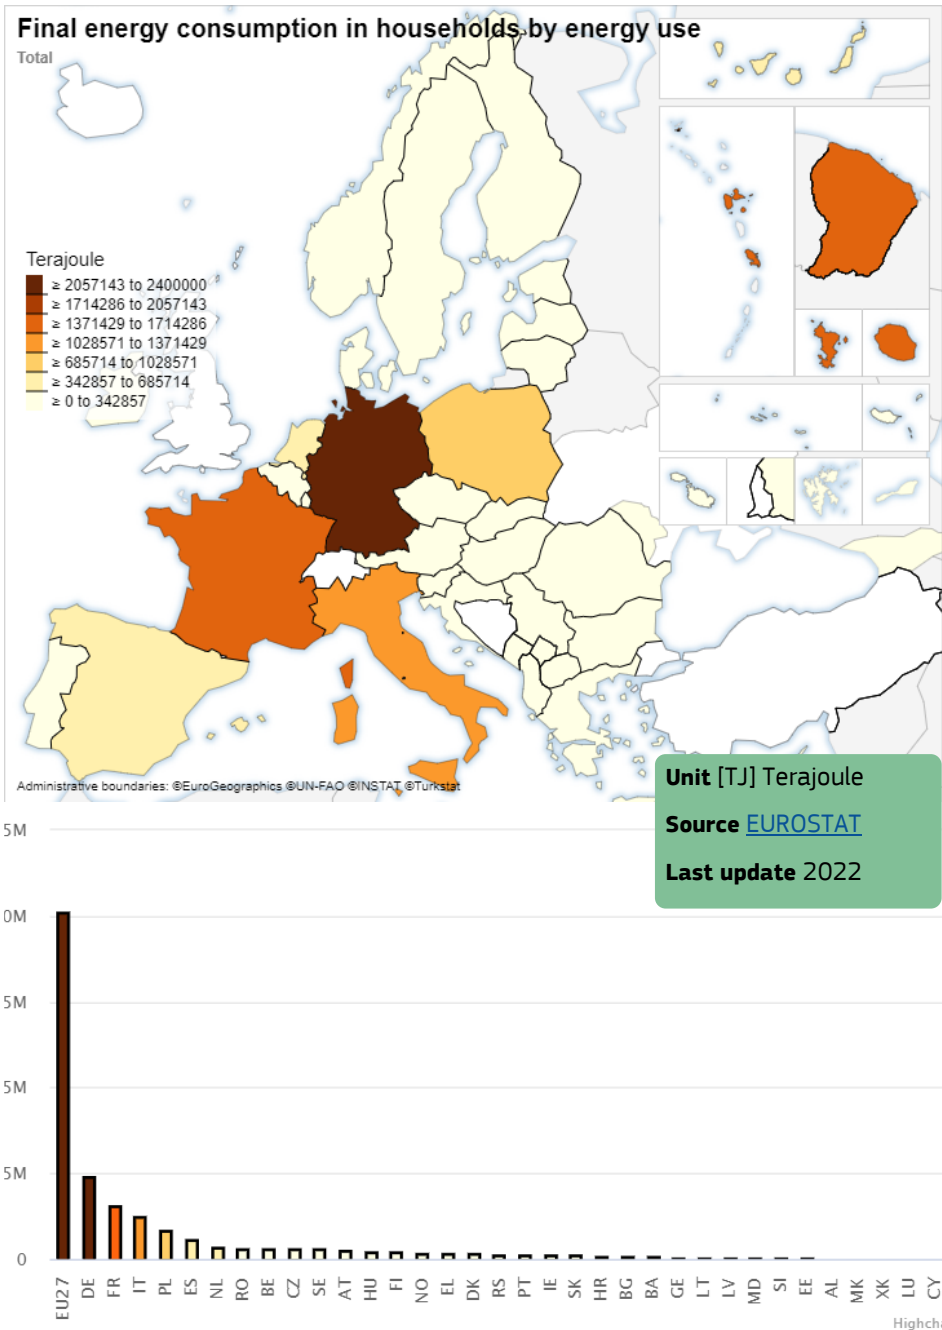 Final energy consumption in households by energy use
Total
Terajoule
≥ 2057143 to 2400000
≥ 1714286 to 2057143
≥ 1371429 to 1714286
≥ 1028571 to 1371429
≥ 685714 to 1028571
≥ 342857 to 685714
≥ 0 to 342857
Administrative boundaries: ©EuroGeographics ©UN-FAO ©INSTAT ©Turkstat
Unit [TJ] Terajoule
Source EUROSTAT
Last update 2022
5M
0M
5M
5M
5M
0
EU27 DE FR IT PL ES NL RO BE CZ SE AT HU FI NO EL DK RS PT IE SK HR BG BA GE LT LV MD SI EE AL MK XK LU CY
Highcha